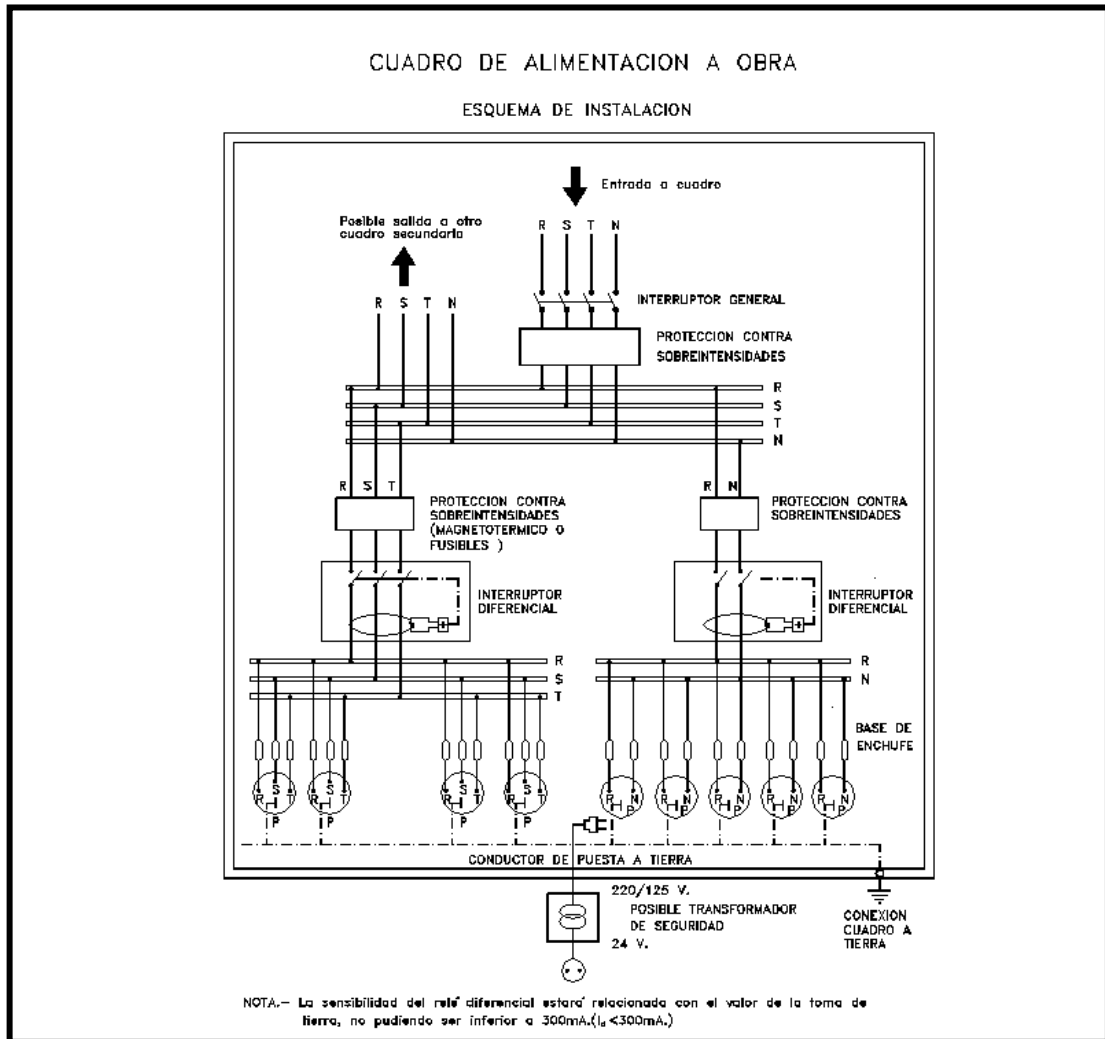 CUADRO DE ALIMENTACION A OBRA
ESQUEMA DE INSTALACION
Entrada a cuadro
Posible salida a otro
cuadro secundario
R S T N
R S T N
INTERRUPTOR GENERAL
PROTECCION CONTRA
SOBREINTENSIDADES
R
S
T
N
R S T
PROTECCION CONTRA
SOBREINTENSIDADES
(MAGNETOTERMICO O
FUSIBLES )
R N
PROTECCION CONTRA
SOBREINTENSIDADES
INTERRUPTOR
DIFERENCIAL
INTERRUPTOR
DIFERENCIAL
R
S
T
R
N
BASE DE
ENCHUFE
R S T P
R S T P
R S T P
R S T P
R N P
R N P
R N P
R N P
R N P
CONDUCTOR DE PUESTA A TIERRA
220/125 V.
POSIBLE TRANSFORMADOR
DE SEGURIDAD
24 V.
CONEXION
CUADRO A
TIERRA
NOTA.- La sensibilidad del relé diferencial estará relacionada con el valor de la toma de
tierra, no pudiendo ser inferior a 300mA.(Id <300mA.)